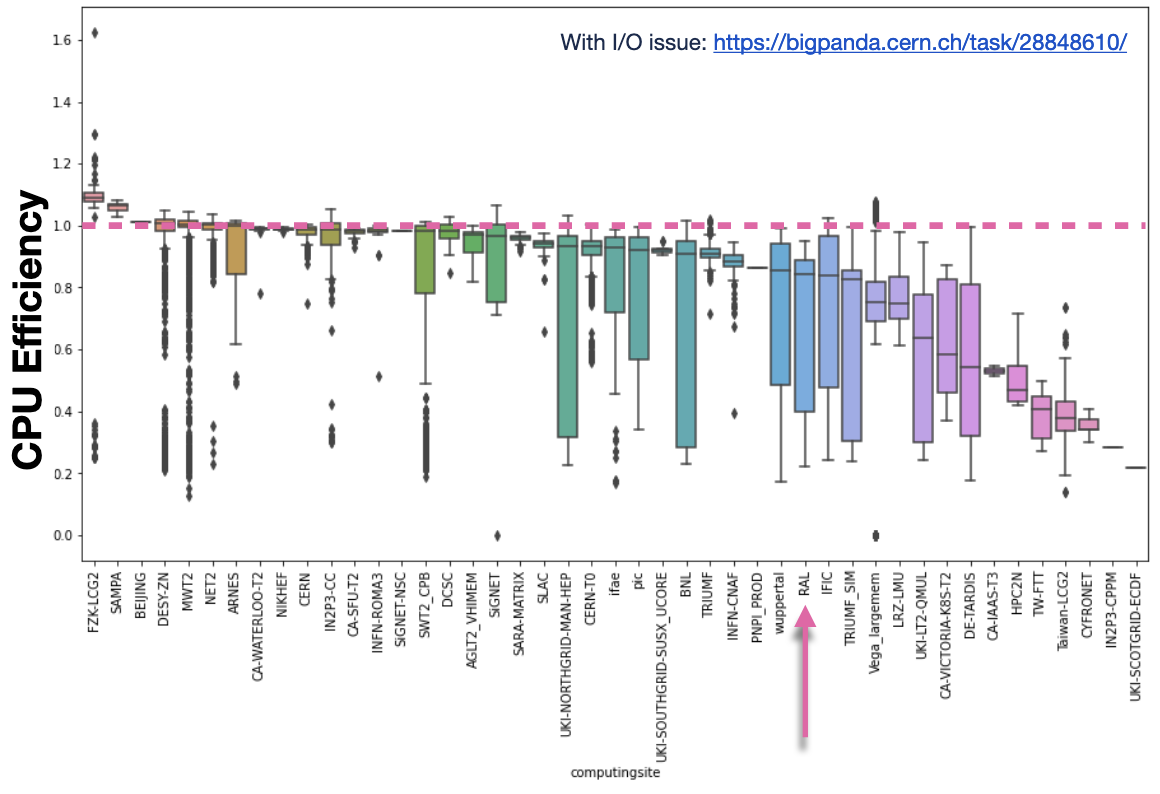 With I/O issue: https://bigpanda.cern.ch/task/28848610/
CPU Efficiency
1.6
1.4
1.2
1.0
0.8
0.6
0.4
0.2
0.0
FZK-LCG2
SAMPA
BEIJING
DESY-ZN
MWT2
NET2
ARNES
CA-WATERLOO-T2
NIKHEF
CERN
IN2P3-CC
CA-SFU-T2
INFN-ROMA3
SiGNET-NSC
SWT2_CPB
DCSC
AGLT2_VHIMEM
SiGNET
SARA-MATRIX
SLAC
UKI-NORTHGRID-MAN-HEP
CERN-T0
ifae
pic
UKI-SOUTHGRID-SUSX_UCORE
BNL
TRIUMF
INFN-CNAF
PNPI_PROD
wuppertal
RAL
IFIC
TRIUMF_SIM
Vega_largemem
LRZ-LMU
UKI-LT2-QMUL
CA-VICTORIA-K8S-T2
DE-TARDIS
CA-IAAS-T3
HPC2N
TW-FTT
Taiwan-LCG2
CYFRONET
IN2P3-CPPM
UKI-SCOTGRID-ECDF
computingsite